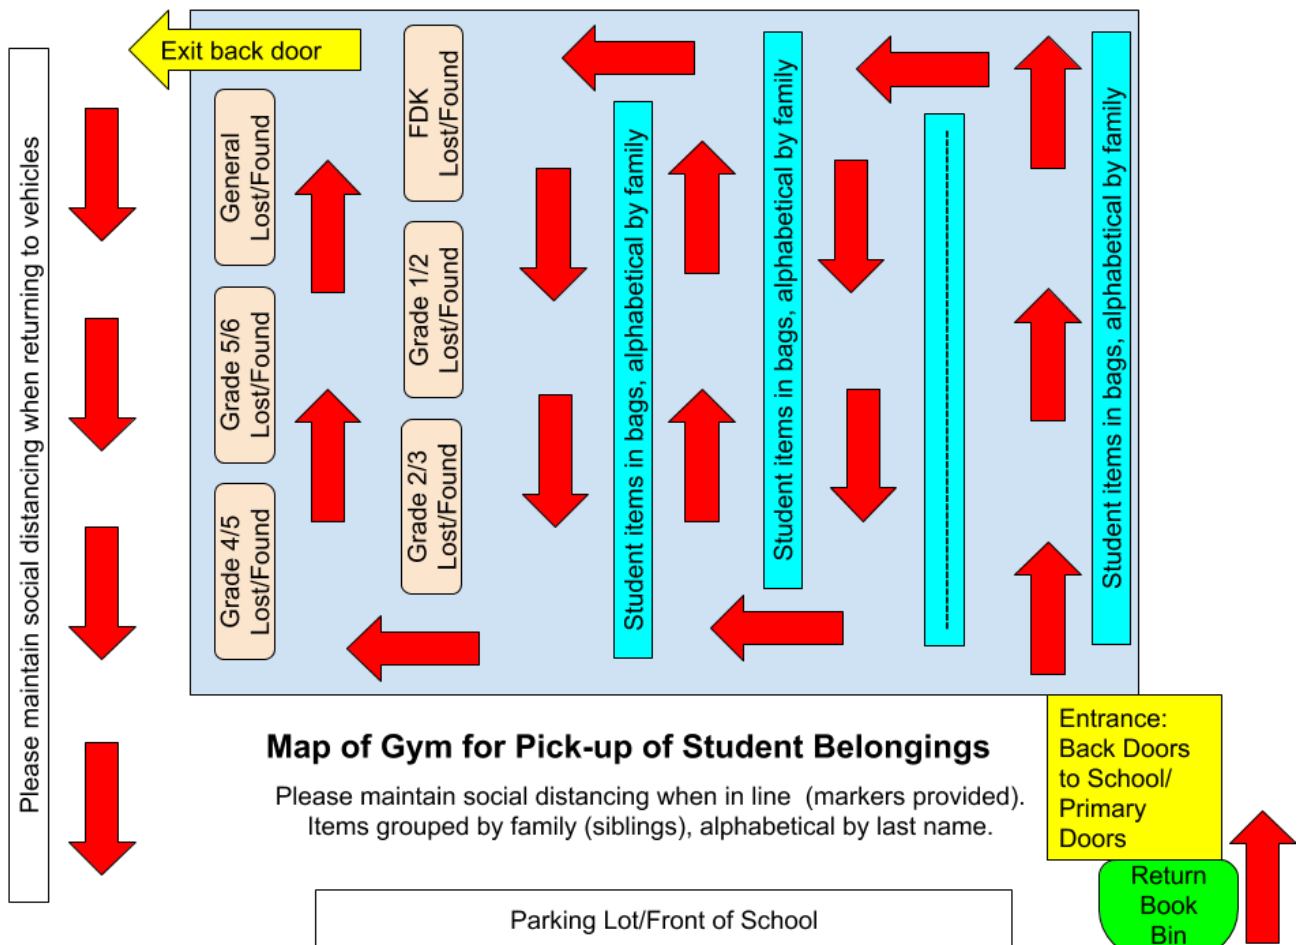 Exit back door
Please maintain social distancing when returning to vehicles
General
Lost/Found
Grade 5/6
Lost/Found
Grade 4/5
Lost/Found
FDK
Lost/Found
Grade 1/2
Lost/Found
Grade 2/3
Lost/Found
Student items in bags, alphabetical by family
Student items in bags, alphabetical by family
Student items in bags, alphabetical by family
Map of Gym for Pick-up of Student Belongings
Please maintain social distancing when in line (markers provided).
Items grouped by family (siblings), alphabetical by last name.
Entrance:
Back Doors
to School/
Primary
Doors
Return
Book
Bin
Parking Lot/Front of School